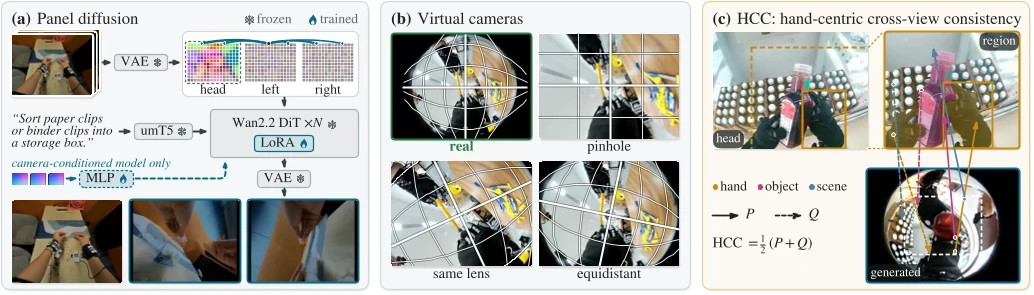 (a) Panel diffusion
frozen
trained
VAE
head
left
right
"Sort paper clips
or binder clips into
a storage box."
umT5
Wan2.2 DiT ×N
LoRA
camera-conditioned model only
MLP
VAE
(b) Virtual cameras
real
pinhole
same lens
equidistant
(c) HCC: hand-centric cross-view consistency
region
head
hand
object
scene
P
Q
HCC = ½ (P + Q)
generated